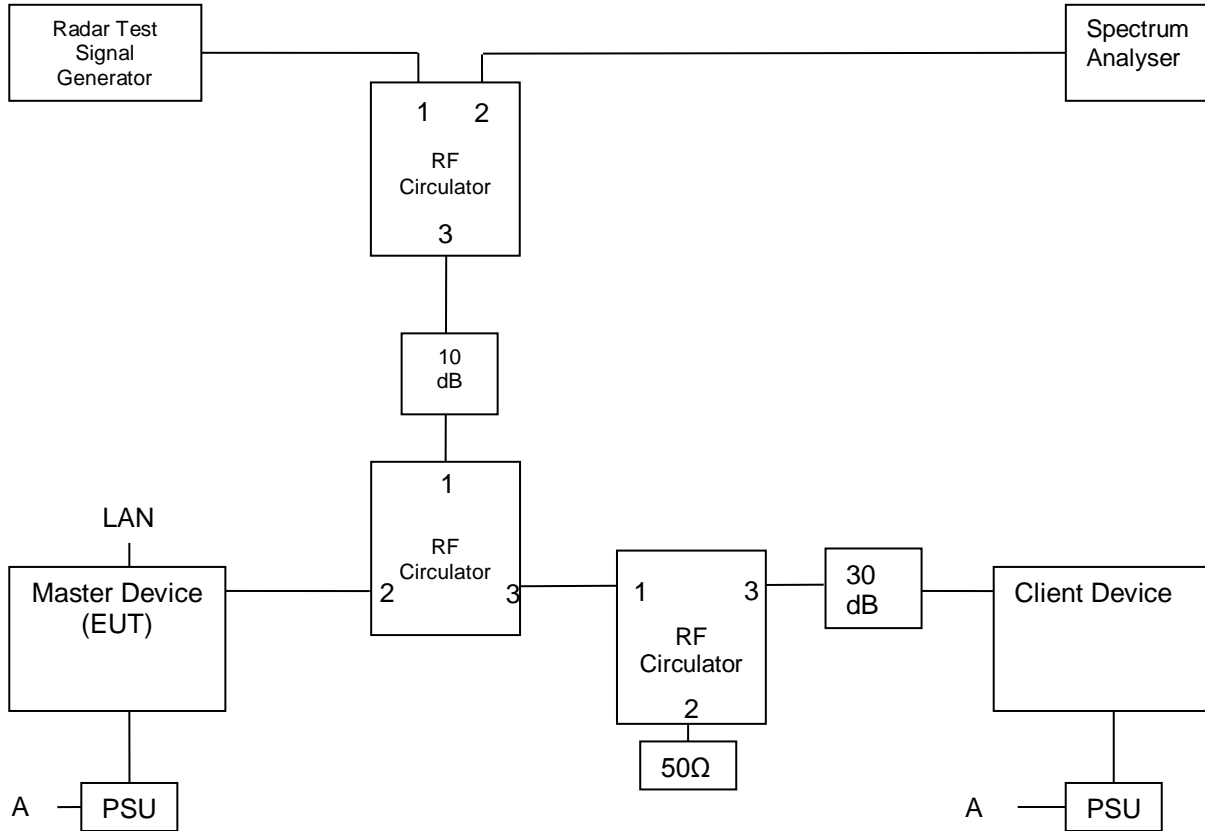 Radar Test
Signal
Generator
Spectrum
Analyser
1 2
RF
Circulator
3
10
dB
1
RF
Circulator
2
3
LAN
Master Device
(EUT)
1
3
RF
Circulator
2
50Ω
30
dB
Client Device
A
PSU
A
PSU